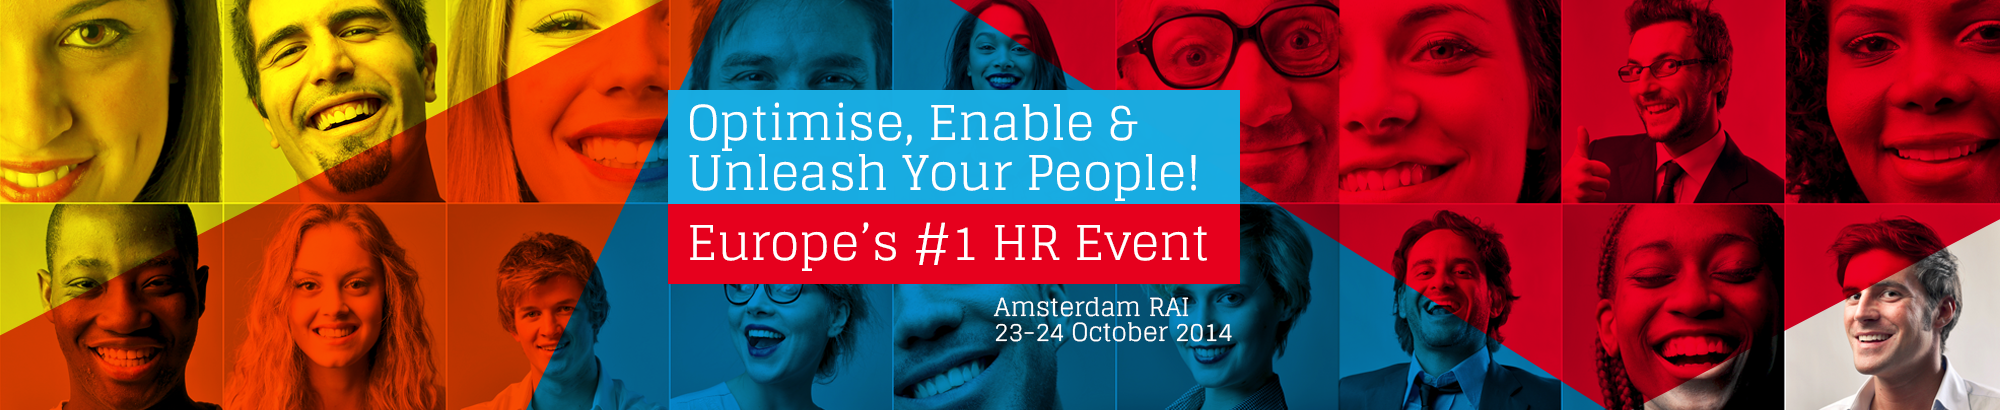 Optimise, Enable &
Unleash Your People!
Europe's #1 HR Event
Amsterdam RAI
23-24 October 2014